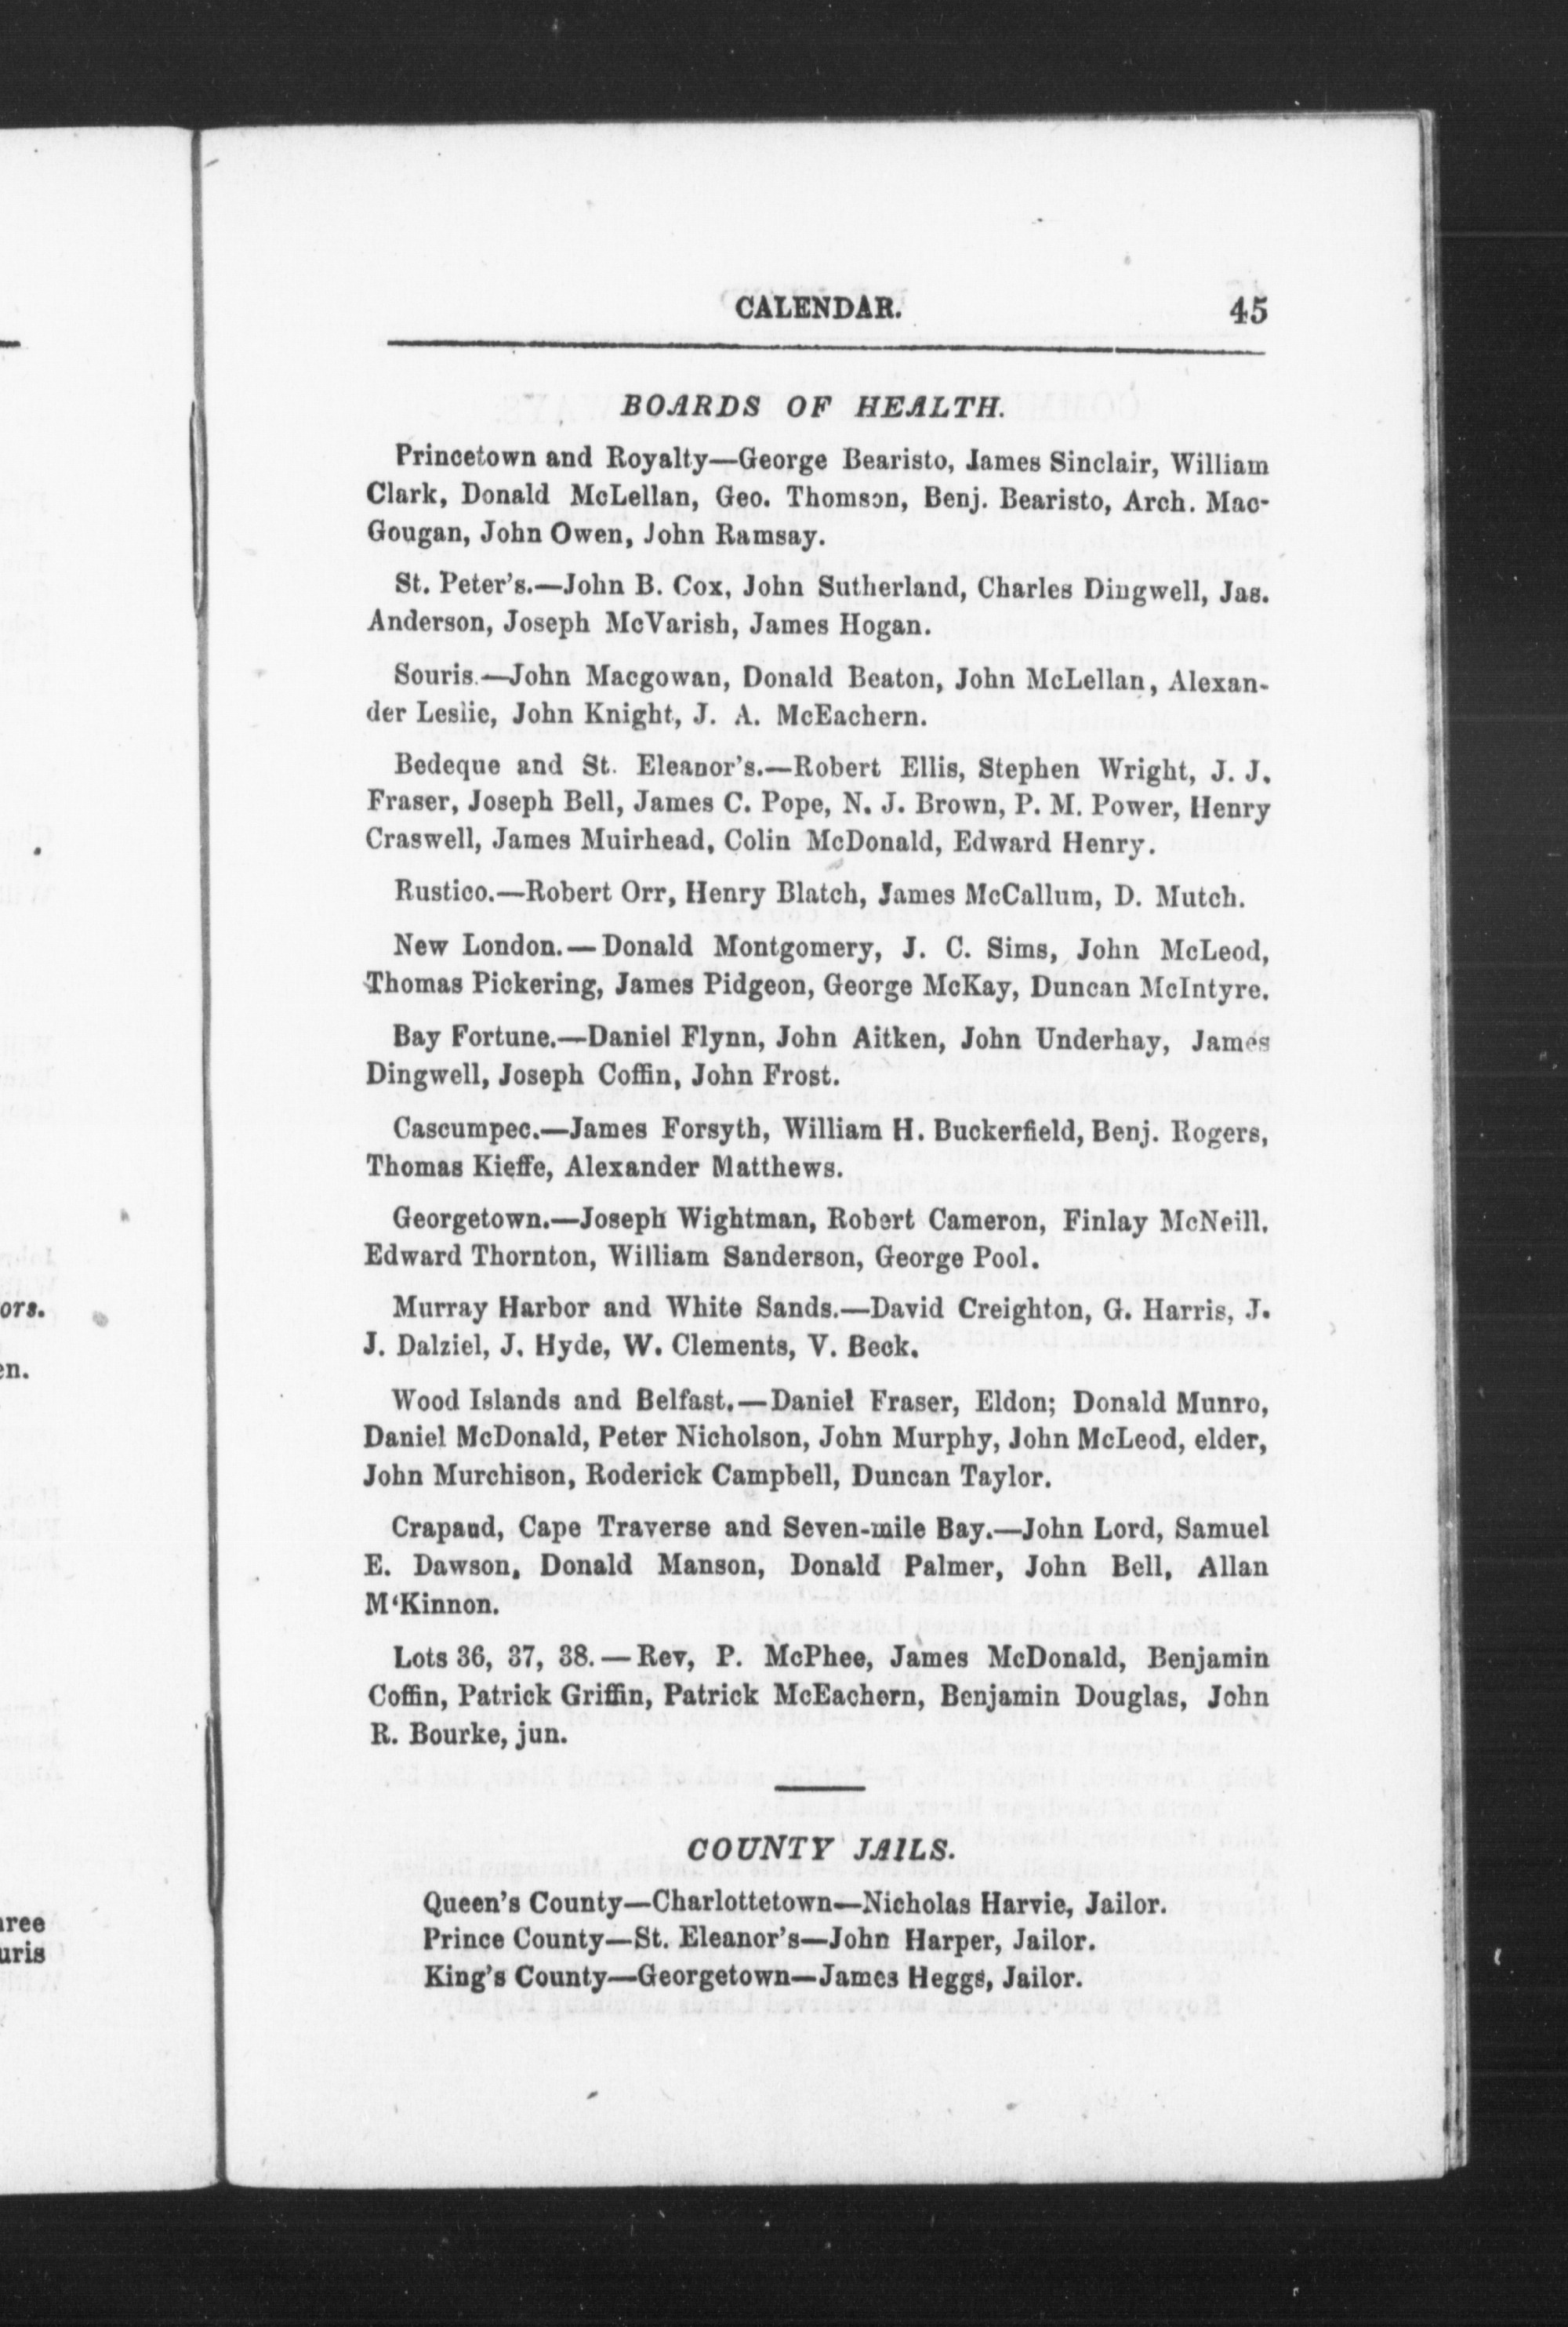 CALENDAR. 45
BOARDS OF HEALTH.
Princetown and Royalty—George Bearisto, James Sinclair, William
Clark, Donald McLellan, Geo. Thomson, Benj. Bearisto, Arch. Mac-
Gougan, John Owen, John Ramsay.
St. Peter's.—John B. Cox, John Sutherland, Charles Dingwell, Jas.
Anderson, Joseph McVarish, James Hogan.
Souris.—John Macgowan, Donald Beaton, John McLellan, Alexan-
der Leslie, John Knight, J. A. McEachern.
Bedeque and St. Eleanor's.—Robert Ellis, Stephen Wright, J. J.
Fraser, Joseph Bell, James C. Pope, N. J. Brown, P. M. Power, Henry
Craswell, James Muirhead, Colin McDonald, Edward Henry.
Rustico.—Robert Orr, Henry Blatch, James McCallum, D. Mutch.
New London.—Donald Montgomery, J. C. Sims, John McLeod,
Thomas Pickering, James Pidgeon, George McKay, Duncan McIntyre.
Bay Fortune.—Daniel Flynn, John Aitken, John Underhay, James
Dingwell, Joseph Coffin, John Frost.
Cascumpec.—James Forsyth, William H. Buckerfield, Benj. Rogers,
Thomas Kieffe, Alexander Matthews.
Georgetown.—Joseph Wightman, Robert Cameron, Finlay McNeill.
Edward Thornton, William Sanderson, George Pool.
Murray Harbor and White Sands.—David Creighton, G. Harris, J.
J. Dalziel, J. Hyde, W. Clements, V. Beck.
Wood Islands and Belfast.—Daniel Fraser, Eldon; Donald Munro,
Daniel McDonald, Peter Nicholson, John Murphy, John McLeod, elder,
John Murchison, Roderick Campbell, Duncan Taylor.
Crapaud, Cape Traverse and Seven-mile Bay.—John Lord, Samuel
E. Dawson, Donald Manson, Donald Palmer, John Bell, Allan
M'Kinnon.
Lots 36, 37, 38.—Rev, P. McPhee, James McDonald, Benjamin
Coffin, Patrick Griffin, Patrick McEachern, Benjamin Douglas, John
R. Bourke, jun.
COUNTY JAILS.
Queen's County—Charlottetown—Nicholas Harvie, Jailor.
Prince County—St. Eleanor's—John Harper, Jailor.
King's County—Georgetown—James Heggs, Jailor.